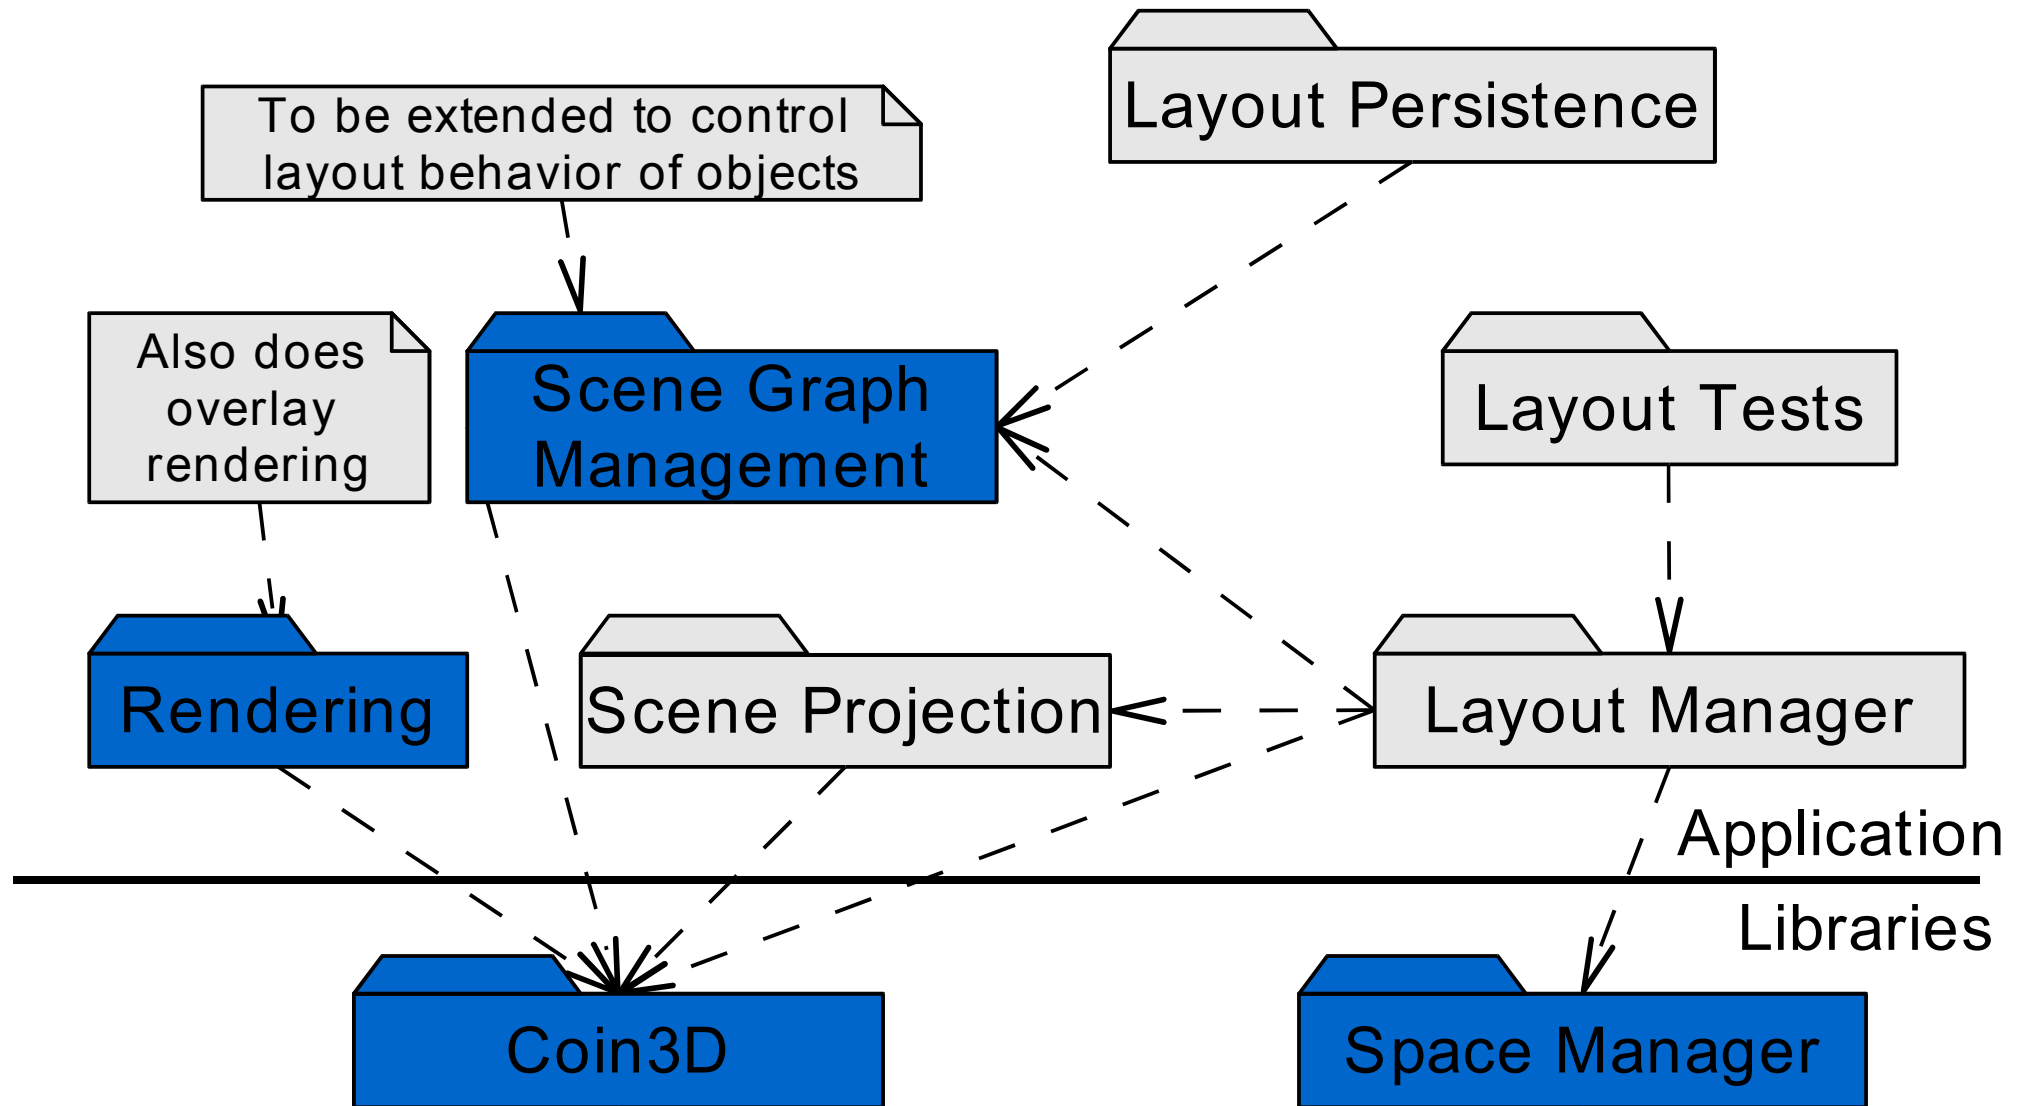 Layout Persistence
To be extended to control
layout behavior of objects
Also does
overlay
rendering
Scene Graph
Management
Layout Tests
Rendering
Scene Projection
Layout Manager
Application
Libraries
Coin3D
Space Manager